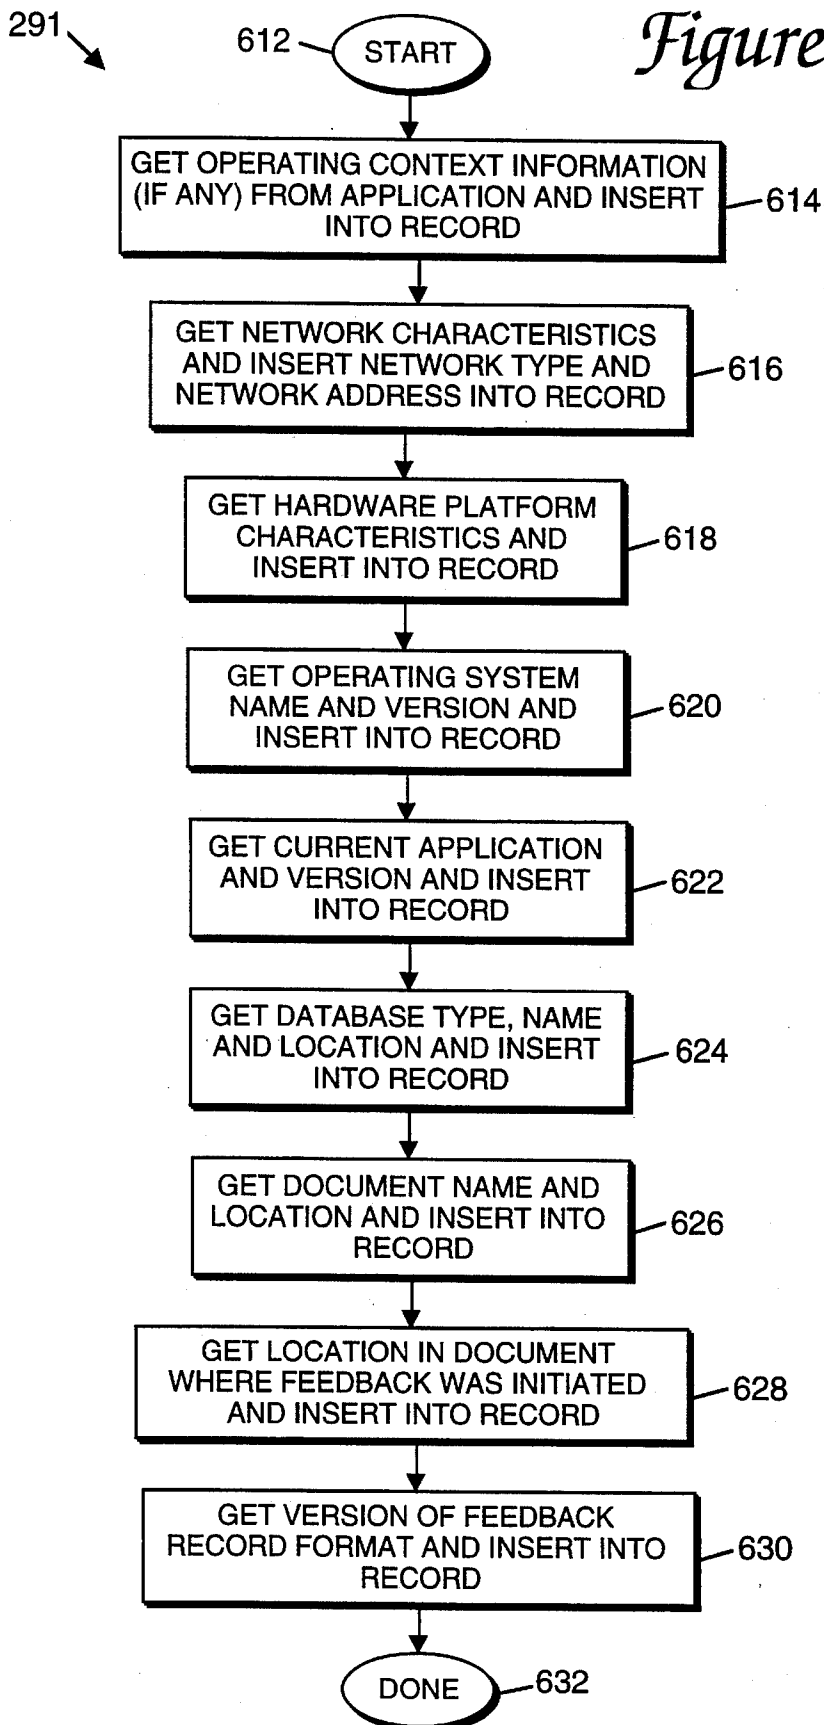 291
612
START
Figure
GET OPERATING CONTEXT INFORMATION
(IF ANY) FROM APPLICATION AND INSERT
INTO RECORD
614
GET NETWORK CHARACTERISTICS
AND INSERT NETWORK TYPE AND
NETWORK ADDRESS INTO RECORD
616
GET HARDWARE PLATFORM
CHARACTERISTICS AND
INSERT INTO RECORD
618
GET OPERATING SYSTEM
NAME AND VERSION AND
INSERT INTO RECORD
620
GET CURRENT APPLICATION
AND VERSION AND INSERT
INTO RECORD
622
GET DATABASE TYPE, NAME
AND LOCATION AND INSERT
INTO RECORD
624
GET DOCUMENT NAME AND
LOCATION AND INSERT INTO
RECORD
626
GET LOCATION IN DOCUMENT
WHERE FEEDBACK WAS INITIATED
AND INSERT INTO RECORD
628
GET VERSION OF FEEDBACK
RECORD FORMAT AND INSERT INTO
RECORD
630
DONE
632